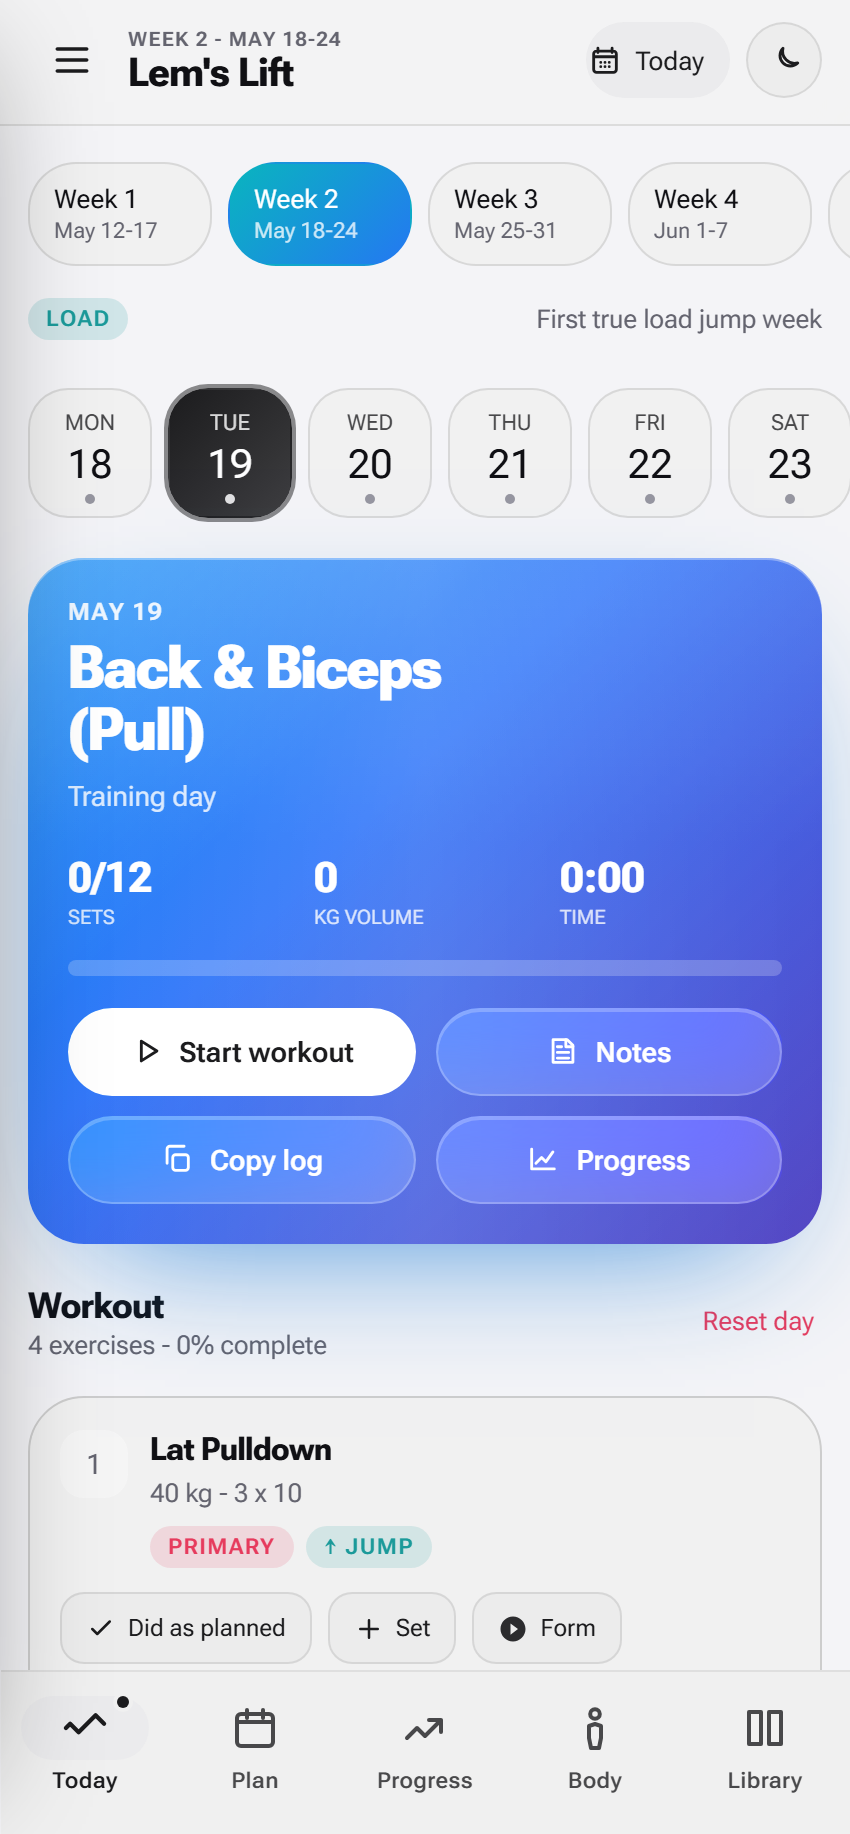 WEEK 2 - MAY 18-24
Lem's Lift
Today
Week 1
May 12-17
Week 2
May 18-24
Week 3
May 25-31
Week 4
Jun 1-7
LOAD
First true load jump week
MON
18
TUE
19
WED
20
THU
21
FRI
22
SAT
23
MAY 19
Back & Biceps
(Pull)
Training day
0/12
SETS
0
KG VOLUME
0:00
TIME
Start workout
Notes
Copy log
Progress
Workout
4 exercises - 0% complete
Reset day
1
Lat Pulldown
40 kg - 3 x 10
PRIMARY
↑ JUMP
Did as planned
Set
Form
Today
Plan
Progress
Body
Library